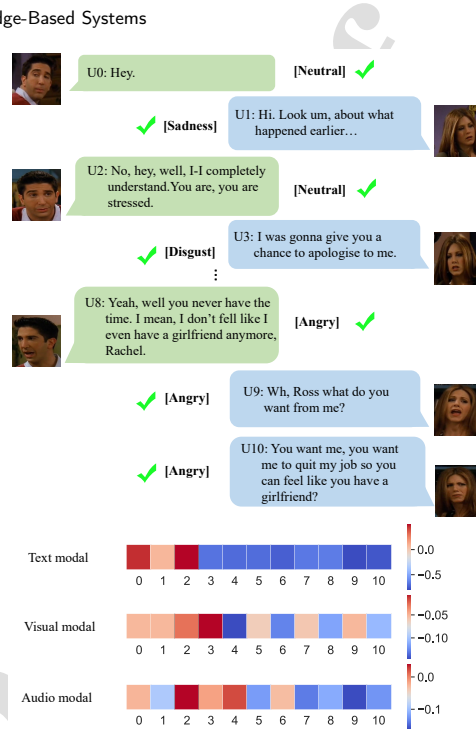 dge-Based Systems
U0: Hey.
[Neutral]
[Sadness]
U1: Hi. Look um, about what
happened earlier…
U2: No, hey, well, I-I completely
understand.You are, you are
stressed.
[Neutral]
[Disgust]
U3: I was gonna give you a
chance to apologise to me.
⋮
U8: Yeah, well you never have the
time. I mean, I don't fell like I
even have a girlfriend anymore,
Rachel.
[Angry]
[Angry]
U9: Wh, Ross what do you
want from me?
[Angry]
U10: You want me, you want
me to quit my job so you
can feel like you have a
girlfriend?
Text modal
0.0
-0.5
0 1 2 3 4 5 6 7 8 9 10
Visual modal
-0.05
-0.10
0 1 2 3 4 5 6 7 8 9 10
Audio modal
0.0
-0.1
0 1 2 3 4 5 6 7 8 9 10